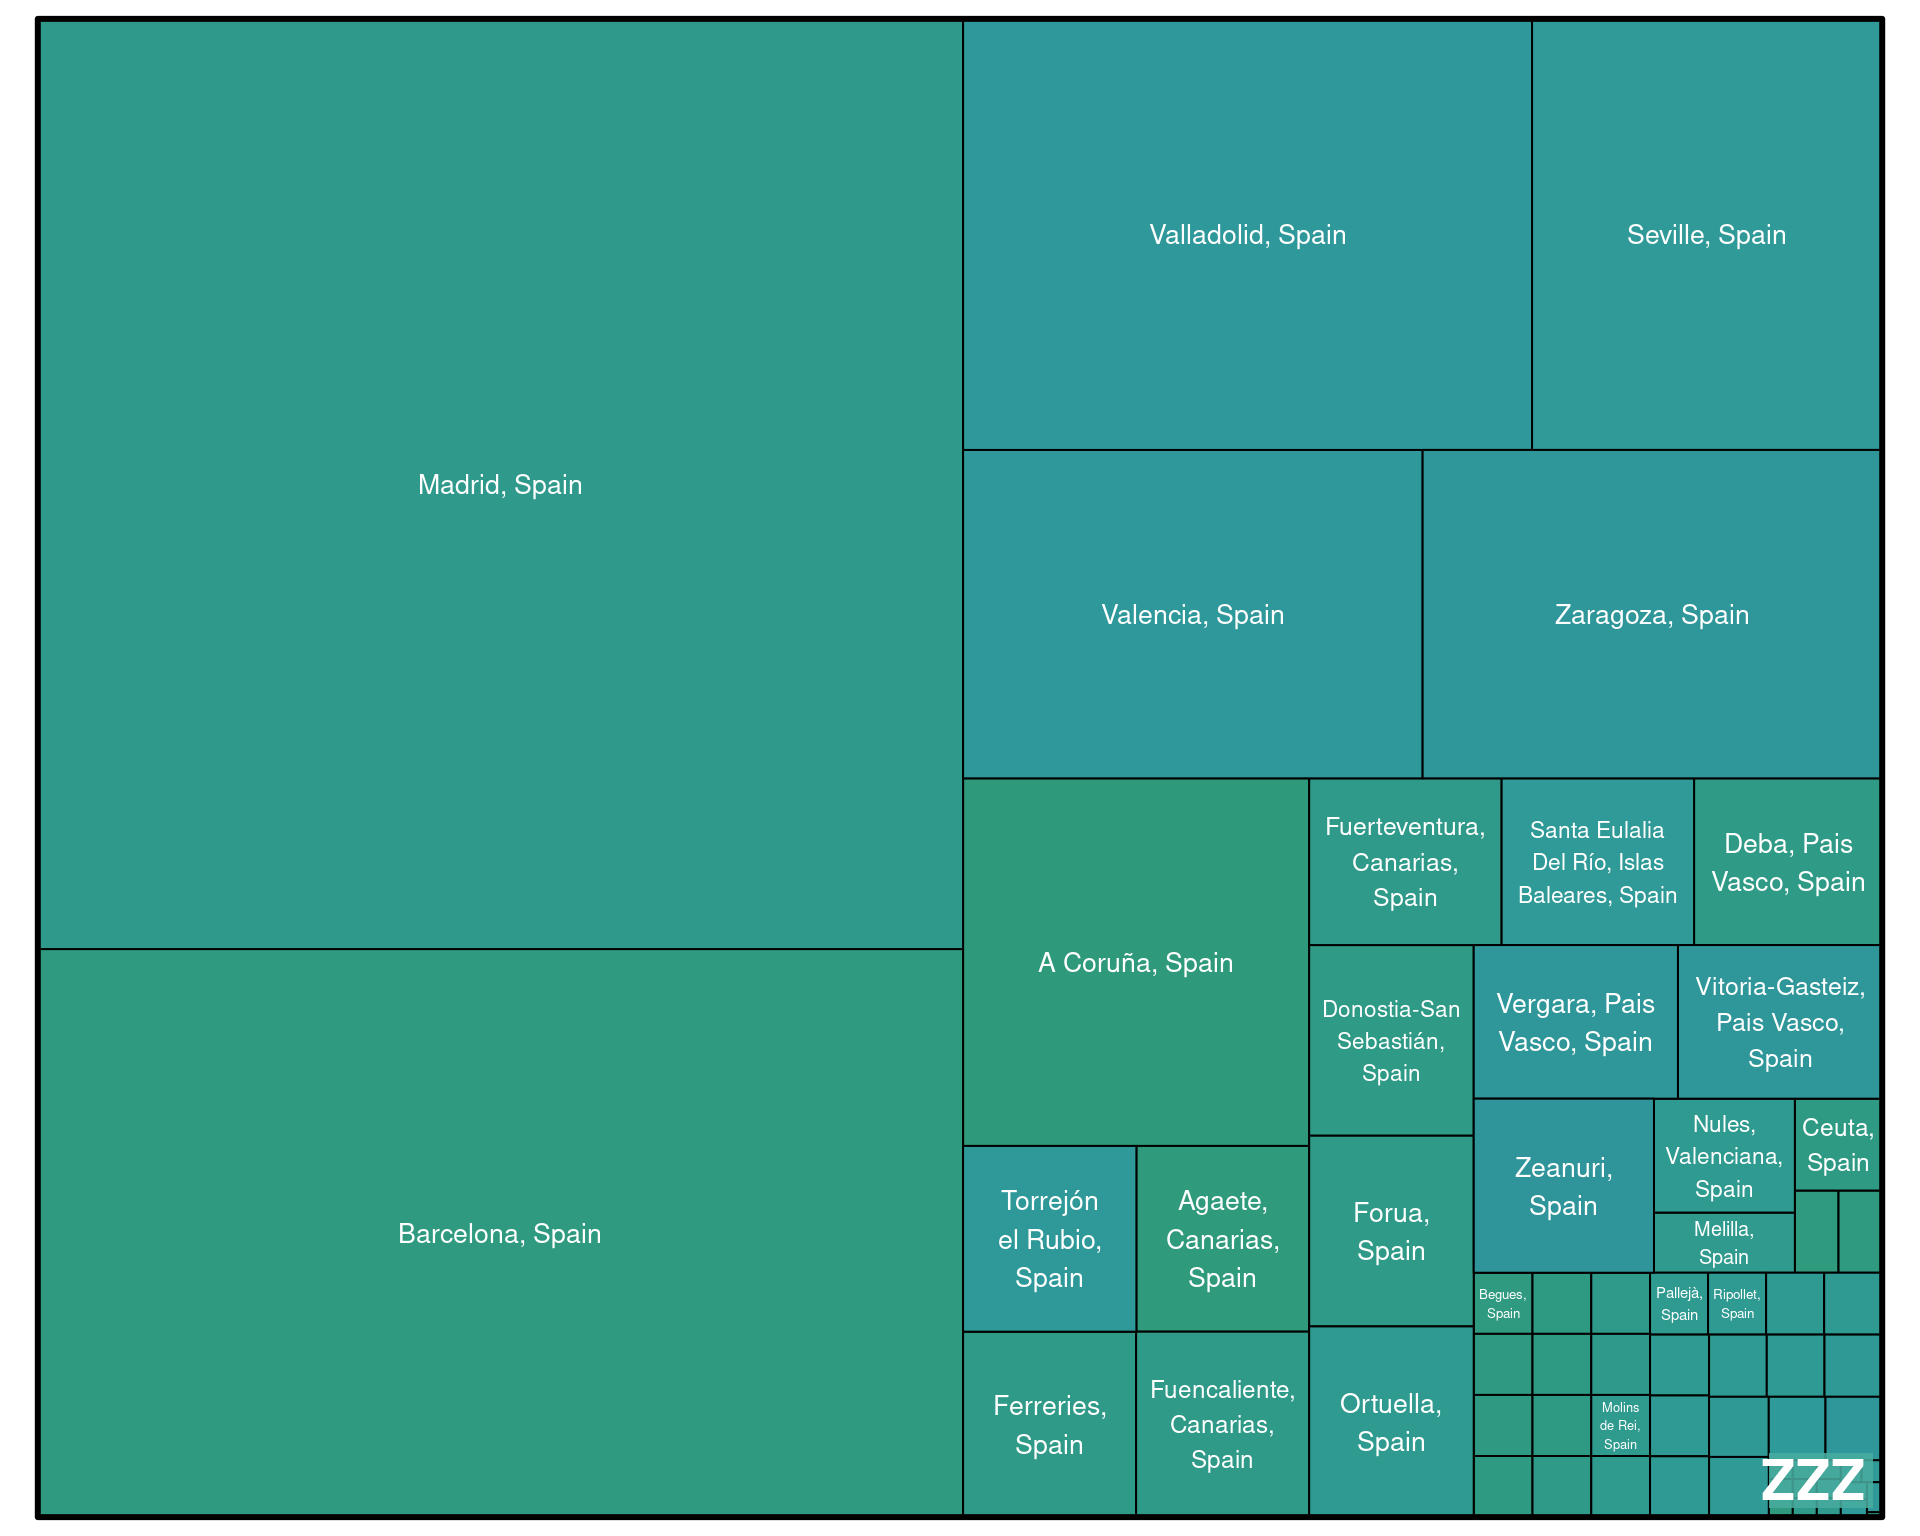 Madrid, Spain
Barcelona, Spain
Valladolid, Spain
Seville, Spain
Valencia, Spain
Zaragoza, Spain
A Coruña, Spain
Fuerteventura,
Canarias,
Spain
Santa Eulalia
Del Río, Islas
Baleares, Spain
Deba, Pais
Vasco, Spain
Donostia-San
Sebastián,
Spain
Vergara, Pais
Vasco, Spain
Vitoria-Gasteiz,
Pais Vasco,
Spain
Torrejón
el Rubio,
Spain
Agaete,
Canarias,
Spain
Forua,
Spain
Zeanuri,
Spain
Nules,
Valenciana,
Spain
Ceuta,
Spain
Melilla,
Spain
Ferreries,
Spain
Fuencaliente,
Canarias,
Spain
Ortuella,
Spain
Begues,
Spain
Pallejà,
Spain
Ripollet,
Spain
Molins
de Rei,
Spain
ZZZ